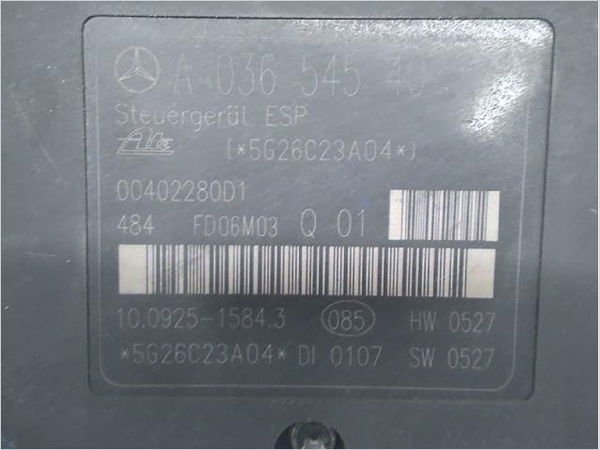 A 036 545 40
Steuergerät ESP
Ate (*5G26C23A04*)
00402280D1
484 FD06M03 Q 01
10.0925-1584.3 085 HW 0527
*5G26C23A04* DI 0107 SW 0527